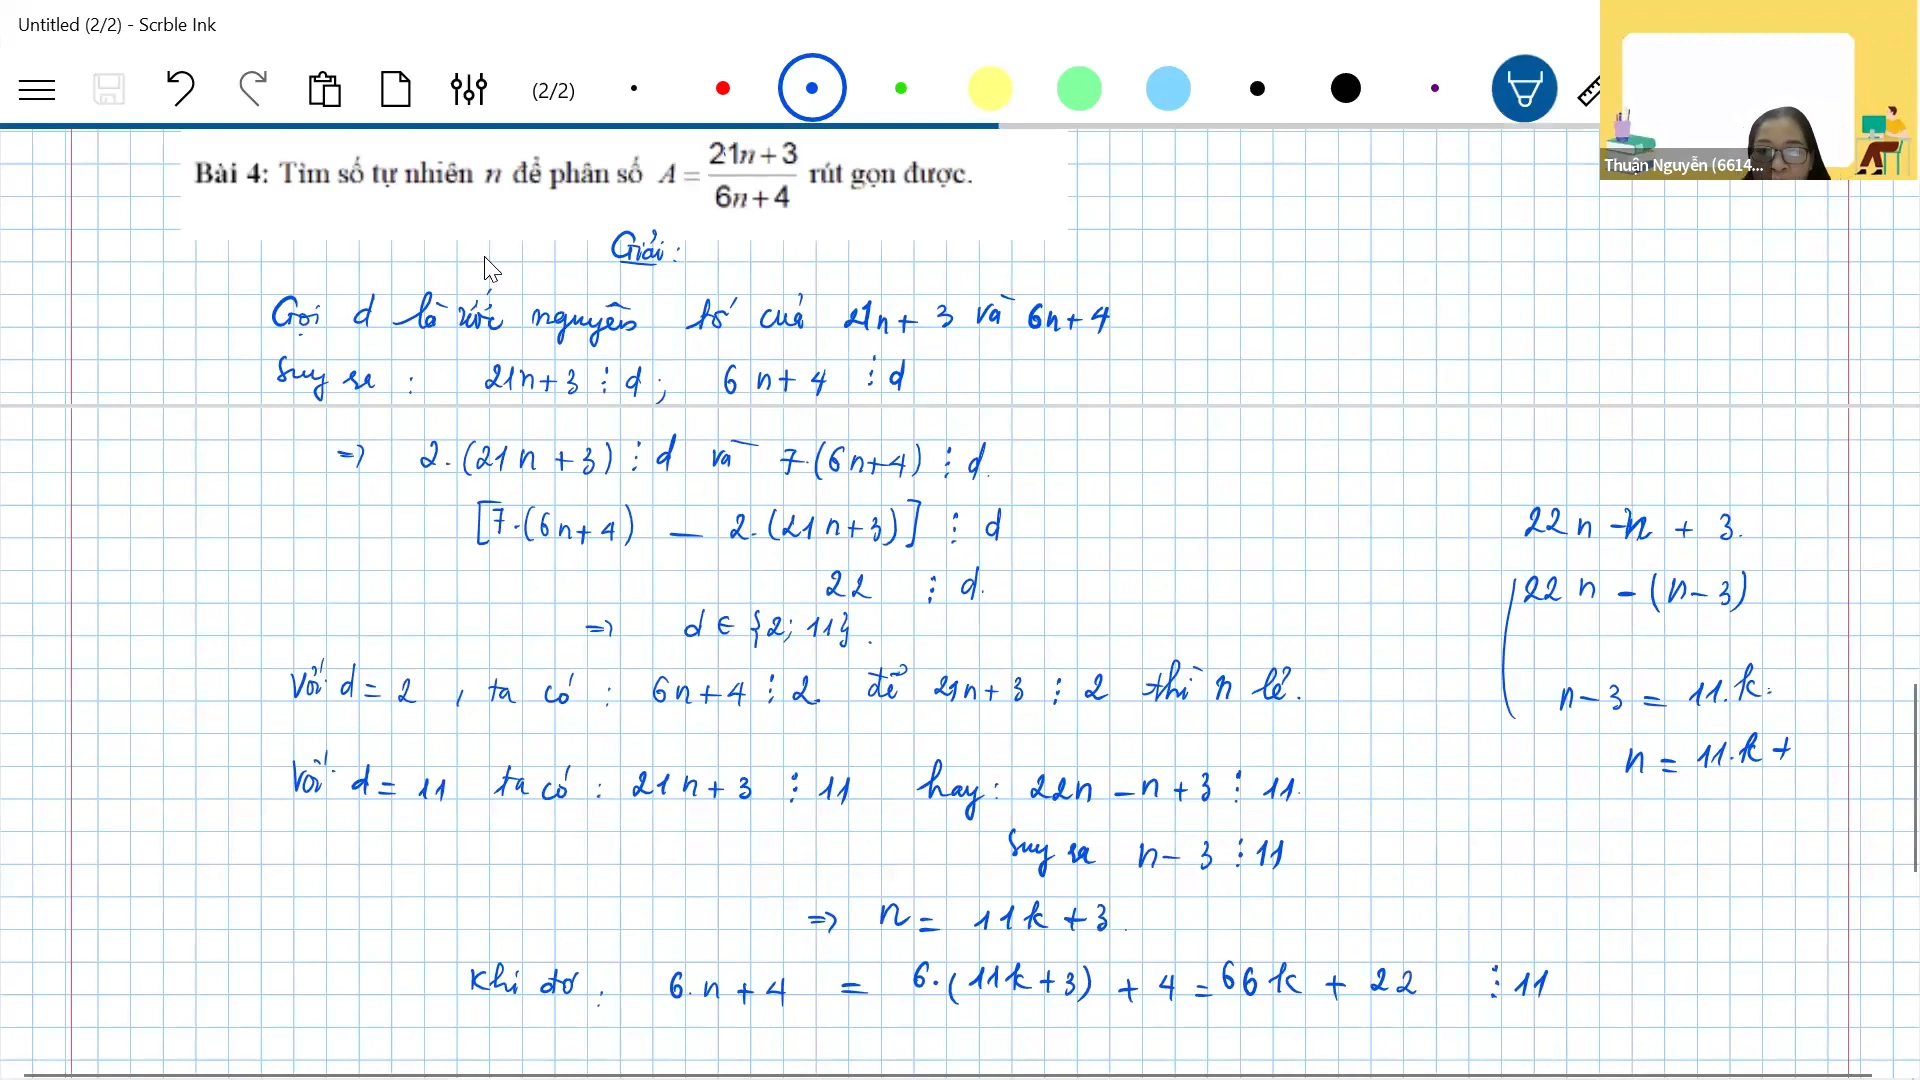 Untitled (2/2) - Scrble Ink
(2/2)
Thuận Nguyễn (6614...
Bài 4: Tìm số tự nhiên n để phân số A = \frac{21n+3}{6n+4} rút gọn được.
Giải:
Gọi d là ước nguyên tố của 21n + 3 và 6n + 4
Suy ra : 21n + 3 ⋮ d ; 6n + 4 ⋮ d
=> 2.(21n + 3) ⋮ d và 7.(6n+4) ⋮ d.
[7.(6n+4) - 2.(21n+3)] ⋮ d
22 ⋮ d.
=> d ∈ {2; 11}.
Với d = 2 , ta có : 6n + 4 ⋮ 2. để 21n + 3 ⋮ 2 thì n lẻ.
Với d = 11 ta có : 21n + 3 ⋮ 11 hay: 22n - n + 3 ⋮ 11.
Suy ra n - 3 ⋮ 11
=> n = 11k + 3.
Khi đó : 6.n + 4 = 6.(11k + 3) + 4 = 66k + 22 ⋮ 11
22n - n + 3.
22n - (n - 3)
n - 3 = 11.k.
n = 11.k +